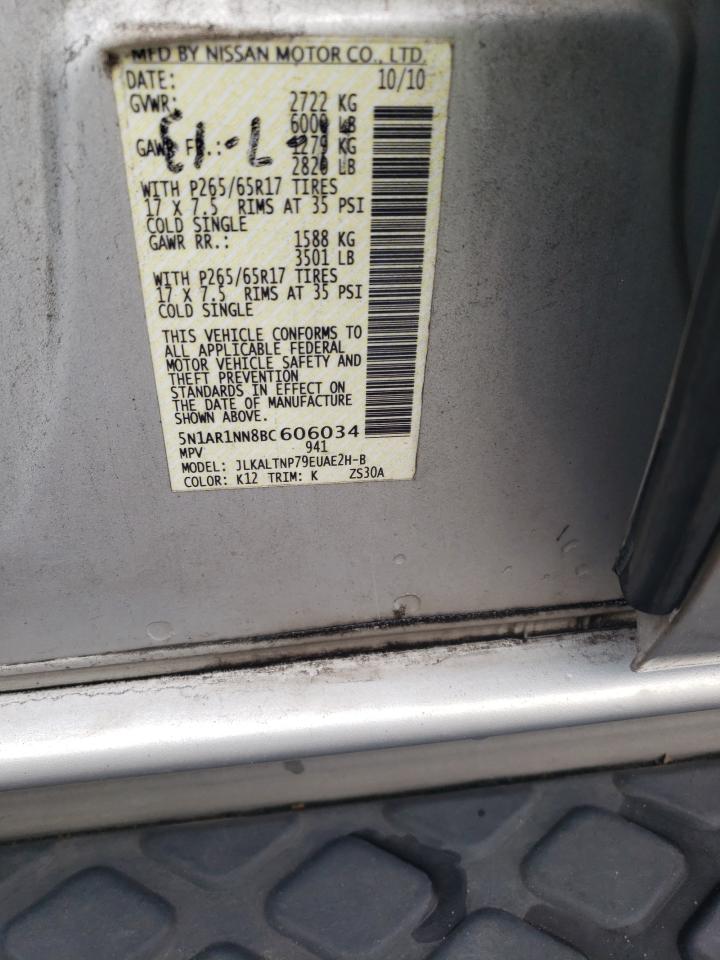 MFD BY NISSAN MOTOR CO., LTD.
DATE: 10/10
GVWR: 2722 KG
6000 LB
GAWR FR.: 1279 KG
2820 LB
WITH P265/65R17 TIRES
17 X 7.5 RIMS AT 35 PSI
COLD SINGLE
GAWR RR.: 1588 KG
3501 LB
WITH P265/65R17 TIRES
17 X 7.5 RIMS AT 35 PSI
COLD SINGLE
THIS VEHICLE CONFORMS TO
ALL APPLICABLE FEDERAL
MOTOR VEHICLE SAFETY AND
THEFT PREVENTION
STANDARDS IN EFFECT ON
THE DATE OF MANUFACTURE
SHOWN ABOVE.
5N1AR1NN8BC606034
MPV 941
MODEL: JLKALTNP79EUAE2H-B
COLOR: K12 TRIM: K ZS30A